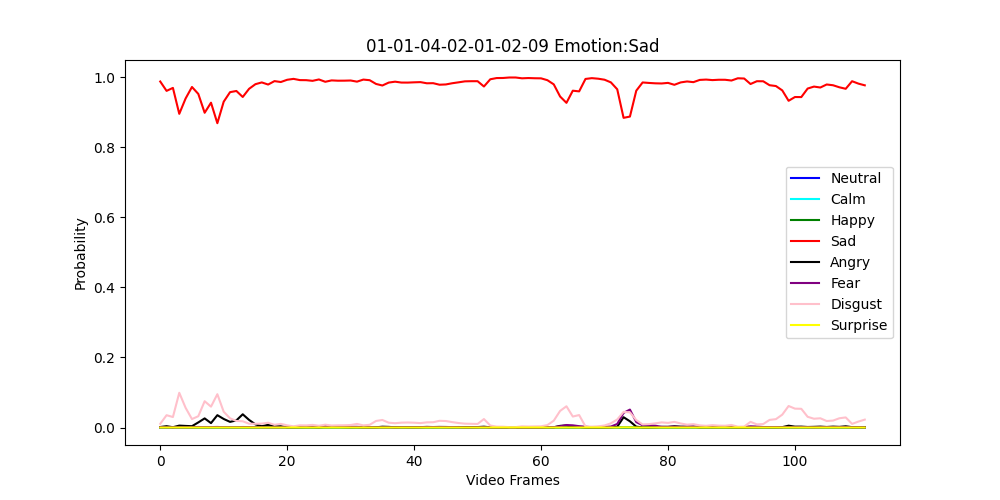 01-01-04-02-01-02-09 Emotion:Sad
Probability
1.0
0.8
0.6
0.4
0.2
0.0
Neutral
Calm
Happy
Sad
Angry
Fear
Disgust
Surprise
0 20 40 60 80 100
Video Frames